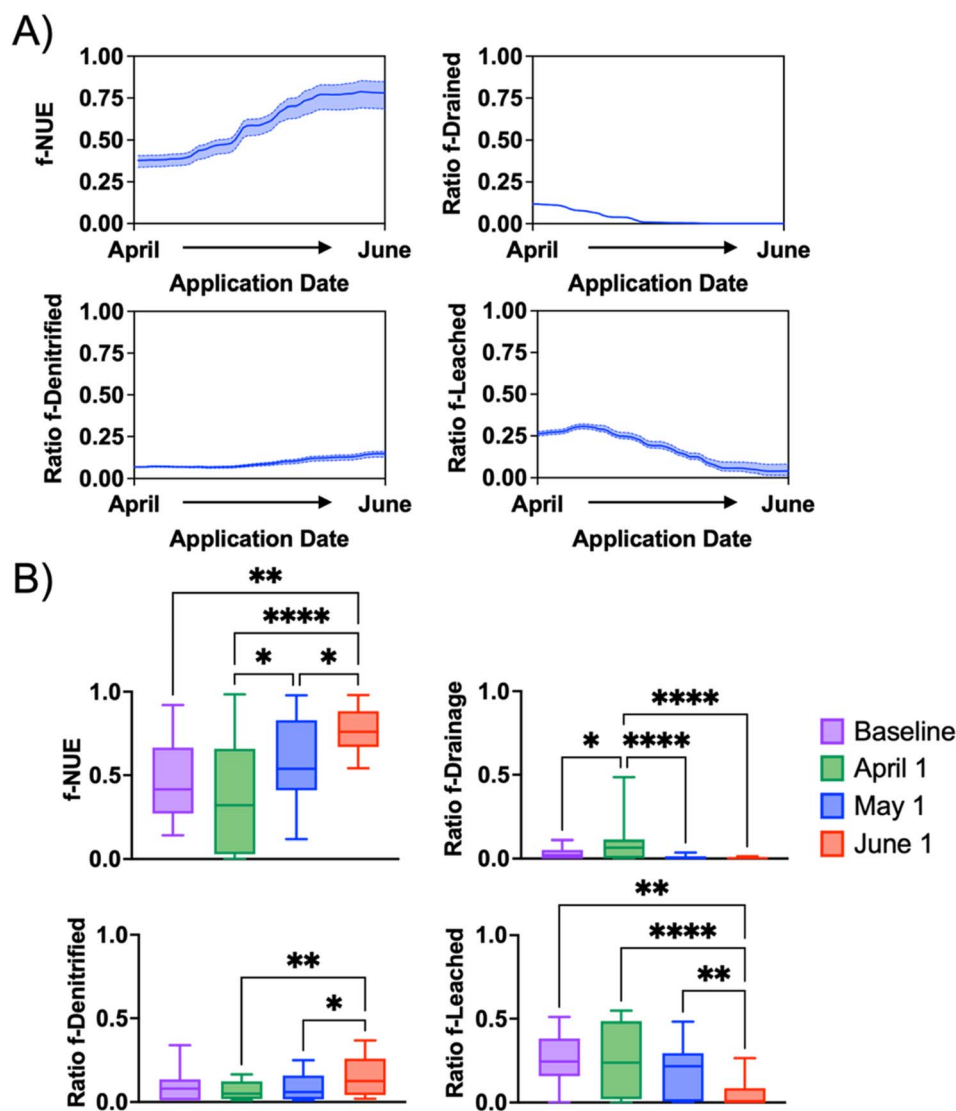 A)
1.00
0.75
0.50
0.25
0.00
f-NUE
April
June
Application Date
1.00
0.75
0.50
0.25
0.00
Ratio f-Drained
April
June
Application Date
1.00
0.75
0.50
0.25
0.00
Ratio f-Denitrified
April
June
Application Date
1.00
0.75
0.50
0.25
0.00
Ratio f-Leached
April
June
Application Date
B)
**
****
* *
1.0
0.5
0.0
f-NUE
****
* ****
1.0
0.5
0.0
Ratio f-Drainage
Baseline
April 1
May 1
June 1
**
*
1.0
0.5
0.0
Ratio f-Denitrified
**
****
**
1.0
0.5
0.0
Ratio f-Leached